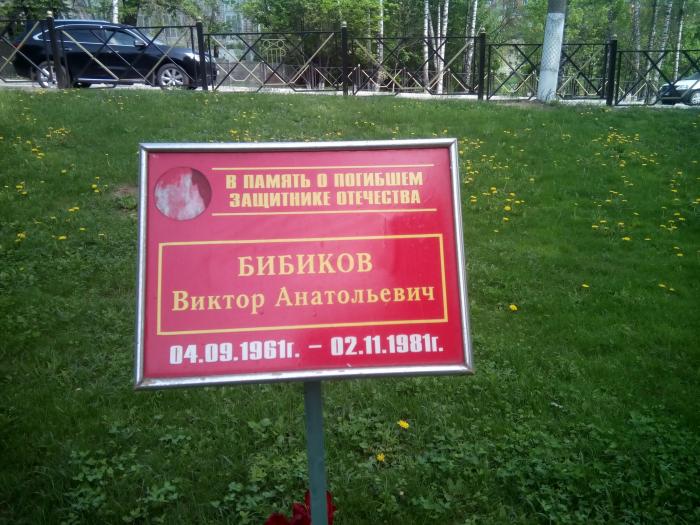 В ПАМЯТЬ О ПОГИБШЕМ
ЗАЩИТНИКЕ ОТЕЧЕСТВА
БИБИКОВ
Виктор Анатольевич
04.09.1961г. – 02.11.1981г.